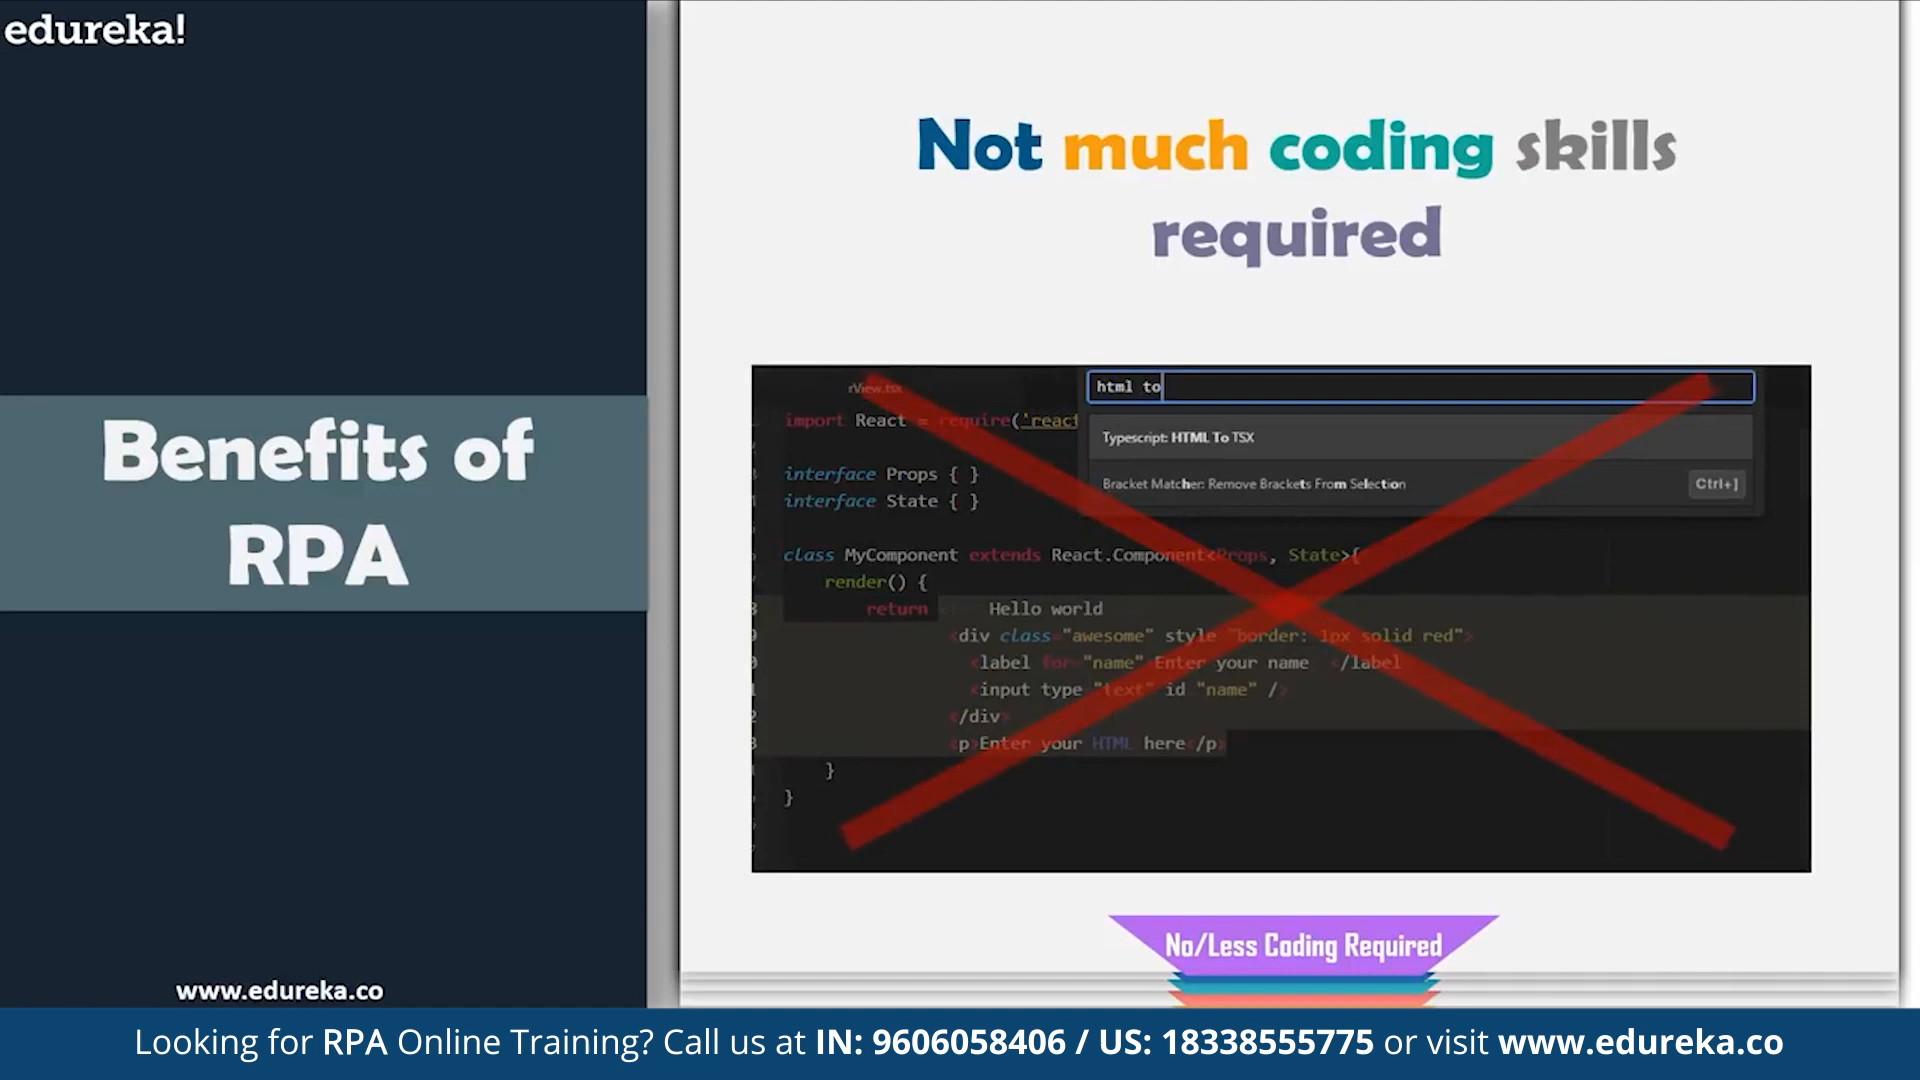 edureka!
Benefits of
RPA
www.edureka.co
Not much coding skills
required
rView.tsx
html to
import React = require('react
Typescript: HTML To TSX
interface Props { }
Bracket Matcher: Remove Brackets From Selection
Ctrl+]
interface State { }
class MyComponent extends React.Component<Props, State>{
render() {
return
Hello world
<div class="awesome" style "border: 1px solid red">
<label for="name" Enter your name </label
<input type "text" id "name" />
</div>
<p>Enter your HTML here</p>
}
}
No/Less Coding Required
Looking for RPA Online Training? Call us at IN: 9606058406 / US: 18338555775 or visit www.edureka.co